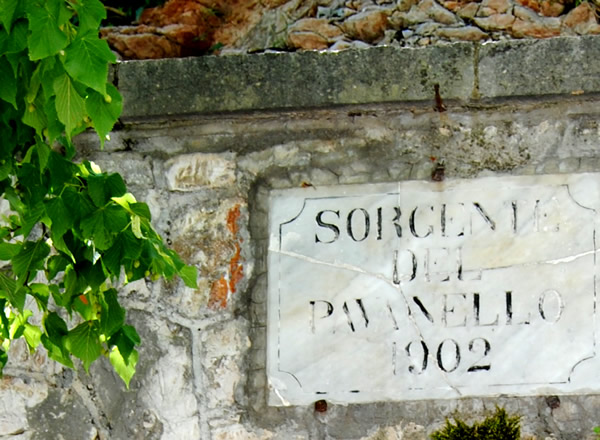 SORGENTE
DEL
PAVANELLO
1902